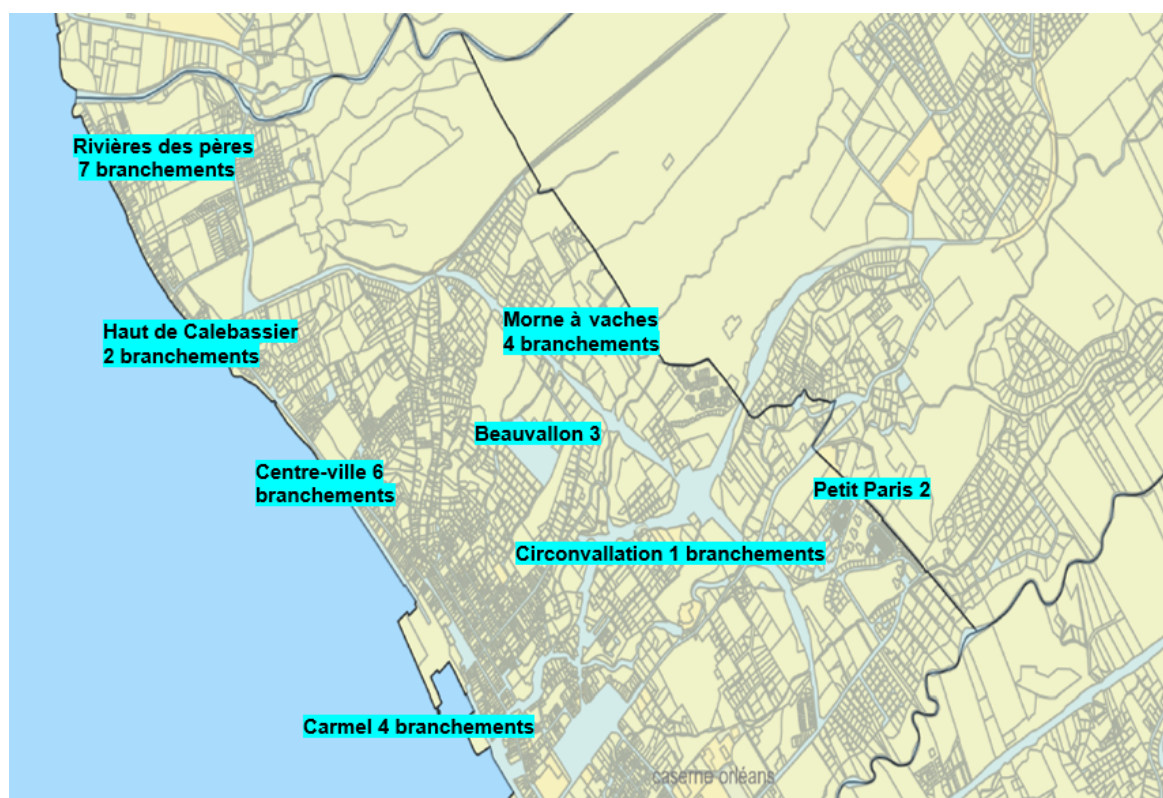 Rivières des pères
7 branchements
Haut de Calebassier
2 branchements
Morne à vaches
4 branchements
Beauvallon 3
Centre-ville 6
branchements
Petit Paris 2
Circonvallation 1 branchements
Carmel 4 branchements
caserne orléans